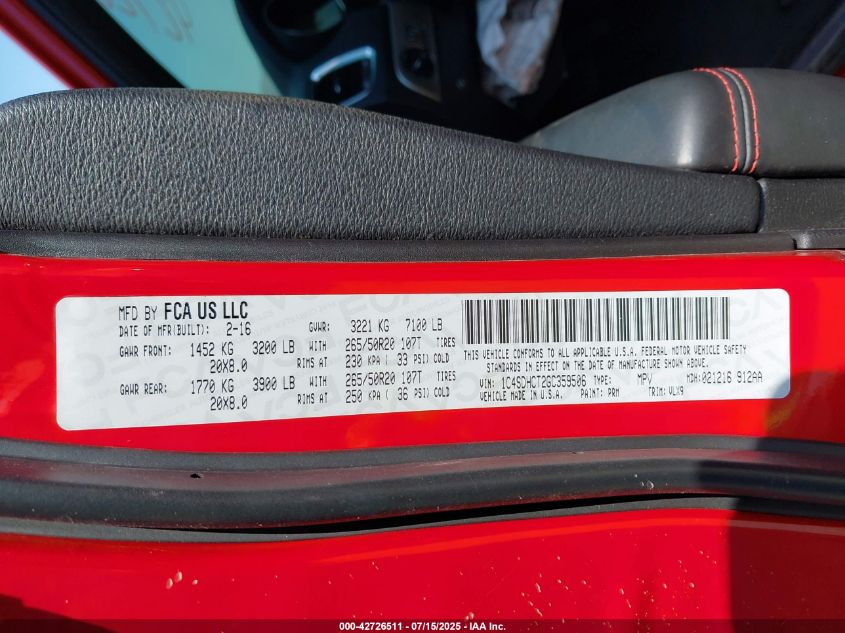 MFD BY FCA US LLC
DATE OF MFR(BUILT): 2-16 GVWR: 3221 KG 7100 LB
GAWR FRONT: 1452 KG 3200 LB WITH 265/50R20 107T TIRES
20X8.0 RIMS AT 230 KPA ( 33 PSI) COLD
GAWR REAR: 1770 KG 3900 LB WITH 265/50R20 107T TIRES
20X8.0 RIMS AT 250 KPA ( 36 PSI) COLD
THIS VEHICLE CONFORMS TO ALL APPLICABLE U.S.A. FEDERAL MOTOR VEHICLE SAFETY
STANDARDS IN EFFECT ON THE DATE OF MANUFACTURE SHOWN ABOVE.
VIN: 1C4SDHCT2GC359506 TYPE: MPV MDH: 021216 912AA
VEHICLE MADE IN U.S.A. PAINT: PRM TRIM: VLX9
000-42726511 - 07/15/2025 - IAA Inc.